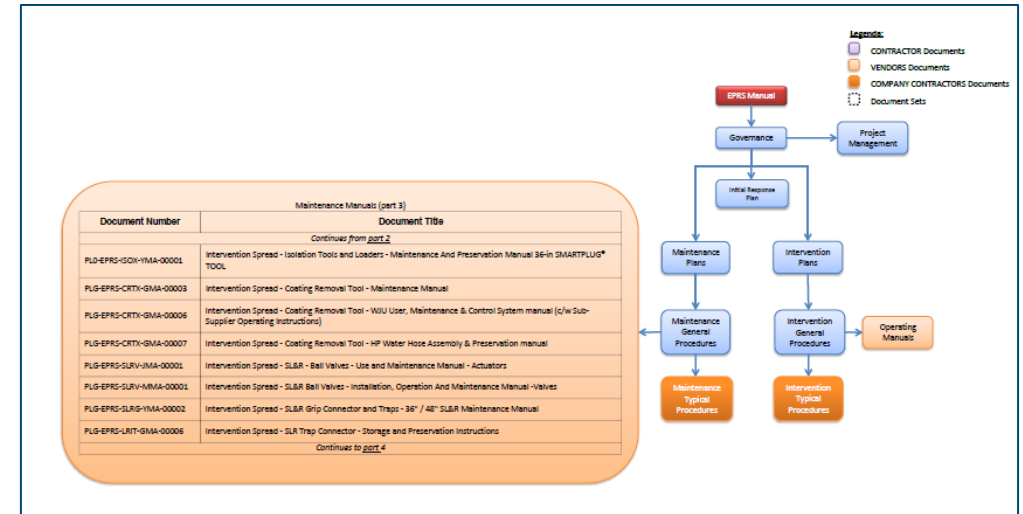 Legenda:
CONTRACTOR Documents
VENDORS Documents
COMPANY CONTRACTORS Documents
Document Sets
EPRS Manual
Governance
Project
Management
Initial Response
Plan
Maintenance
Plans
Intervention
Plans
Maintenance
General
Procedures
Intervention
General
Procedures
Operating
Manuals
Maintenance
Typical
Procedures
Intervention
Typical
Procedures
Maintenance Manuals (part 3)
Document Number Document Title
Continues from part 2
PL0-EPRS-ISOX-YMA-00001 Intervention Spread - Isolation Tools and Loaders - Maintenance And Preservation Manual 36-in SMARTPLUG®
TOOL
PLG-EPRS-CRTX-GMA-00003 Intervention Spread - Coating Removal Tool - Maintenance Manual
PLG-EPRS-CRTX-GMA-00006 Intervention Spread - Coating Removal Tool - WJU User, Maintenance & Control System manual (c/w Sub-
Supplier Operating Instructions)
PLG-EPRS-CRTX-GMA-00007 Intervention Spread - Coating Removal Tool - HP Water Hose Assembly & Preservation manual
PLG-EPRS-SLRV-JMA-00001 Intervention Spread - SL&R - Ball Valves - Use and Maintenance Manual - Actuators
PLG-EPRS-SLRV-MMA-00001 Intervention Spread - SL&R Ball Valves - Installation, Operation And Maintenance Manual -Valves
PLG-EPRS-SLRG-YMA-00002 Intervention Spread - SL&R Grip Connector and Traps - 36" / 48" SL&R Maintenance Manual
PLG-EPRS-LRIT-GMA-00006 Intervention Spread - SLR Trap Connector - Storage and Preservation Instructions
Continues to part 4